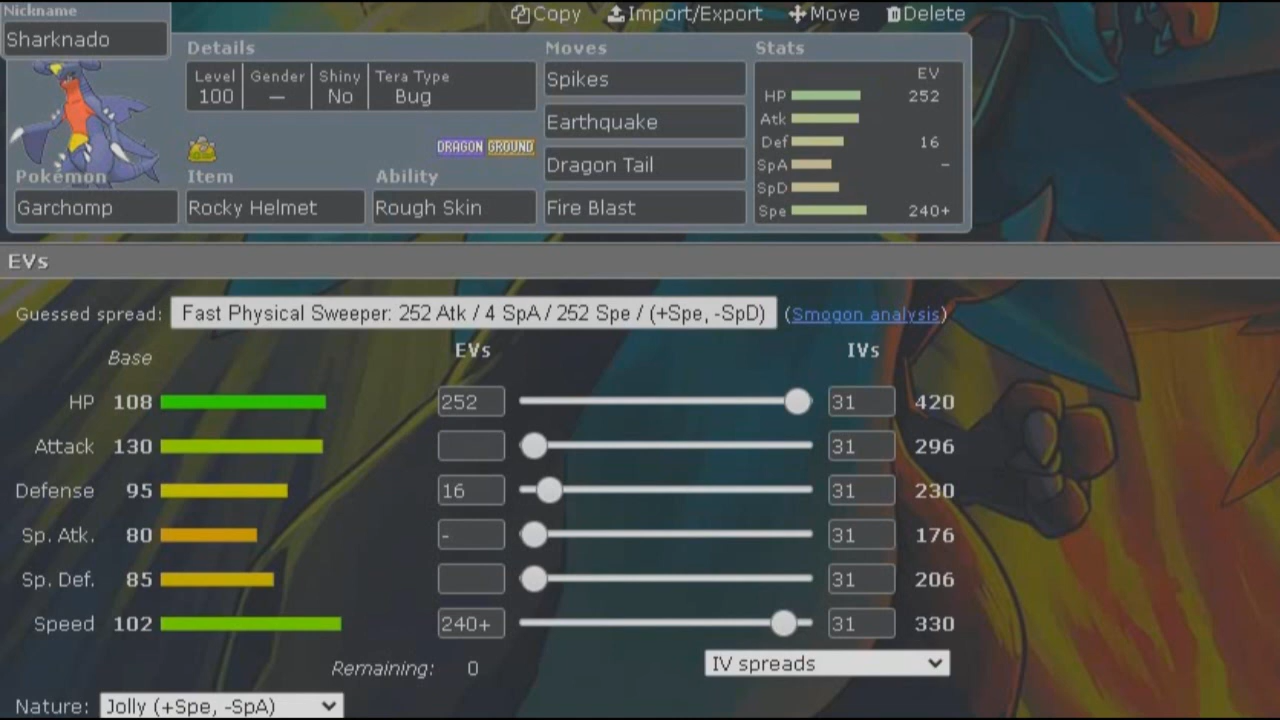 Nickname
Sharknado
Copy Import/Export Move Delete
Details
Level Gender Shiny Tera Type
100 — No Bug
DRAGON GROUND
Pokémon Item Ability
Garchomp Rocky Helmet Rough Skin
Moves
Spikes
Earthquake
Dragon Tail
Fire Blast
Stats
EV
HP 252
Atk
Def 16
SpA –
SpD
Spe 240+
EVs
Guessed spread: Fast Physical Sweeper: 252 Atk / 4 SpA / 252 Spe / (+Spe, -SpD) (Smogon analysis)
Base EVs IVs
HP 108 252 31 420
Attack 130 31 296
Defense 95 16 31 230
Sp. Atk. 80 - 31 176
Sp. Def. 85 31 206
Speed 102 240+ 31 330
Remaining: 0 IV spreads
Nature: Jolly (+Spe, -SpA)